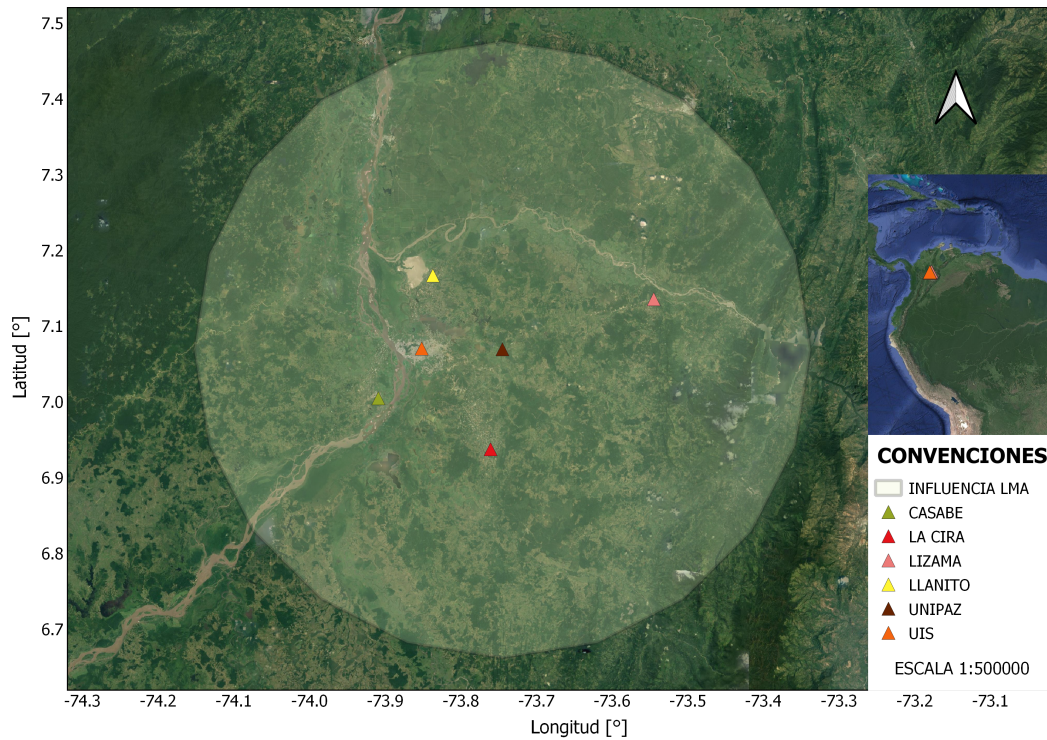 7.5
7.4
7.3
7.2
7.1
7.0
6.9
6.8
6.7
Latitud [°]
-74.3 -74.2 -74.1 -74.0 -73.9 -73.8 -73.7 -73.6 -73.5 -73.4 -73.3 -73.2 -73.1
Longitud [°]
CONVENCIONES
INFLUENCIA LMA
CASABE
LA CIRA
LIZAMA
LLANITO
UNIPAZ
UIS
ESCALA 1:500000